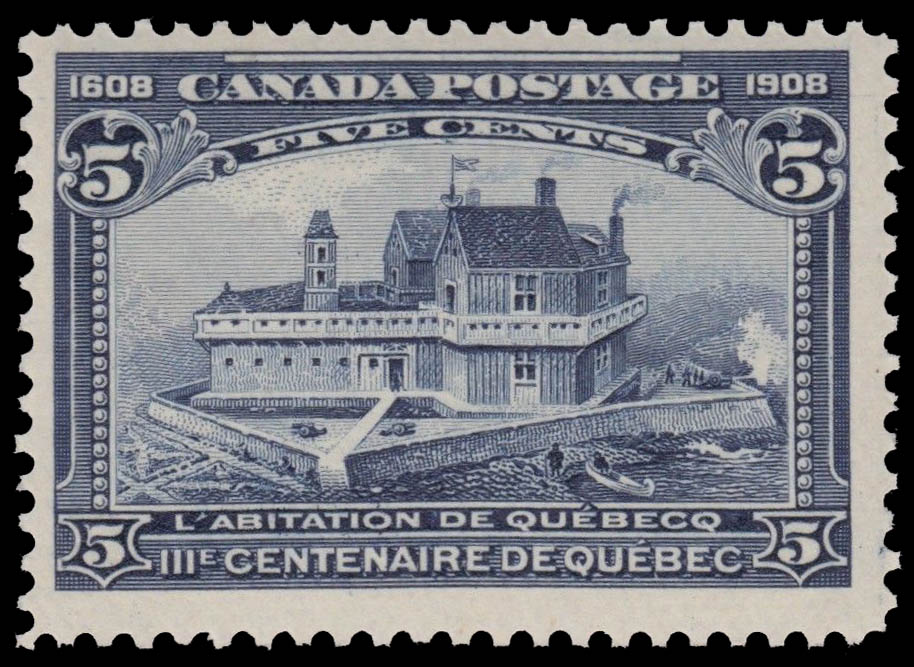 1608 CANADA POSTAGE 1908
5 FIVE CENTS 5
5 L'ABITATION DE QUÉBECQ 5
IIIE CENTENAIRE DE QUÉBEC